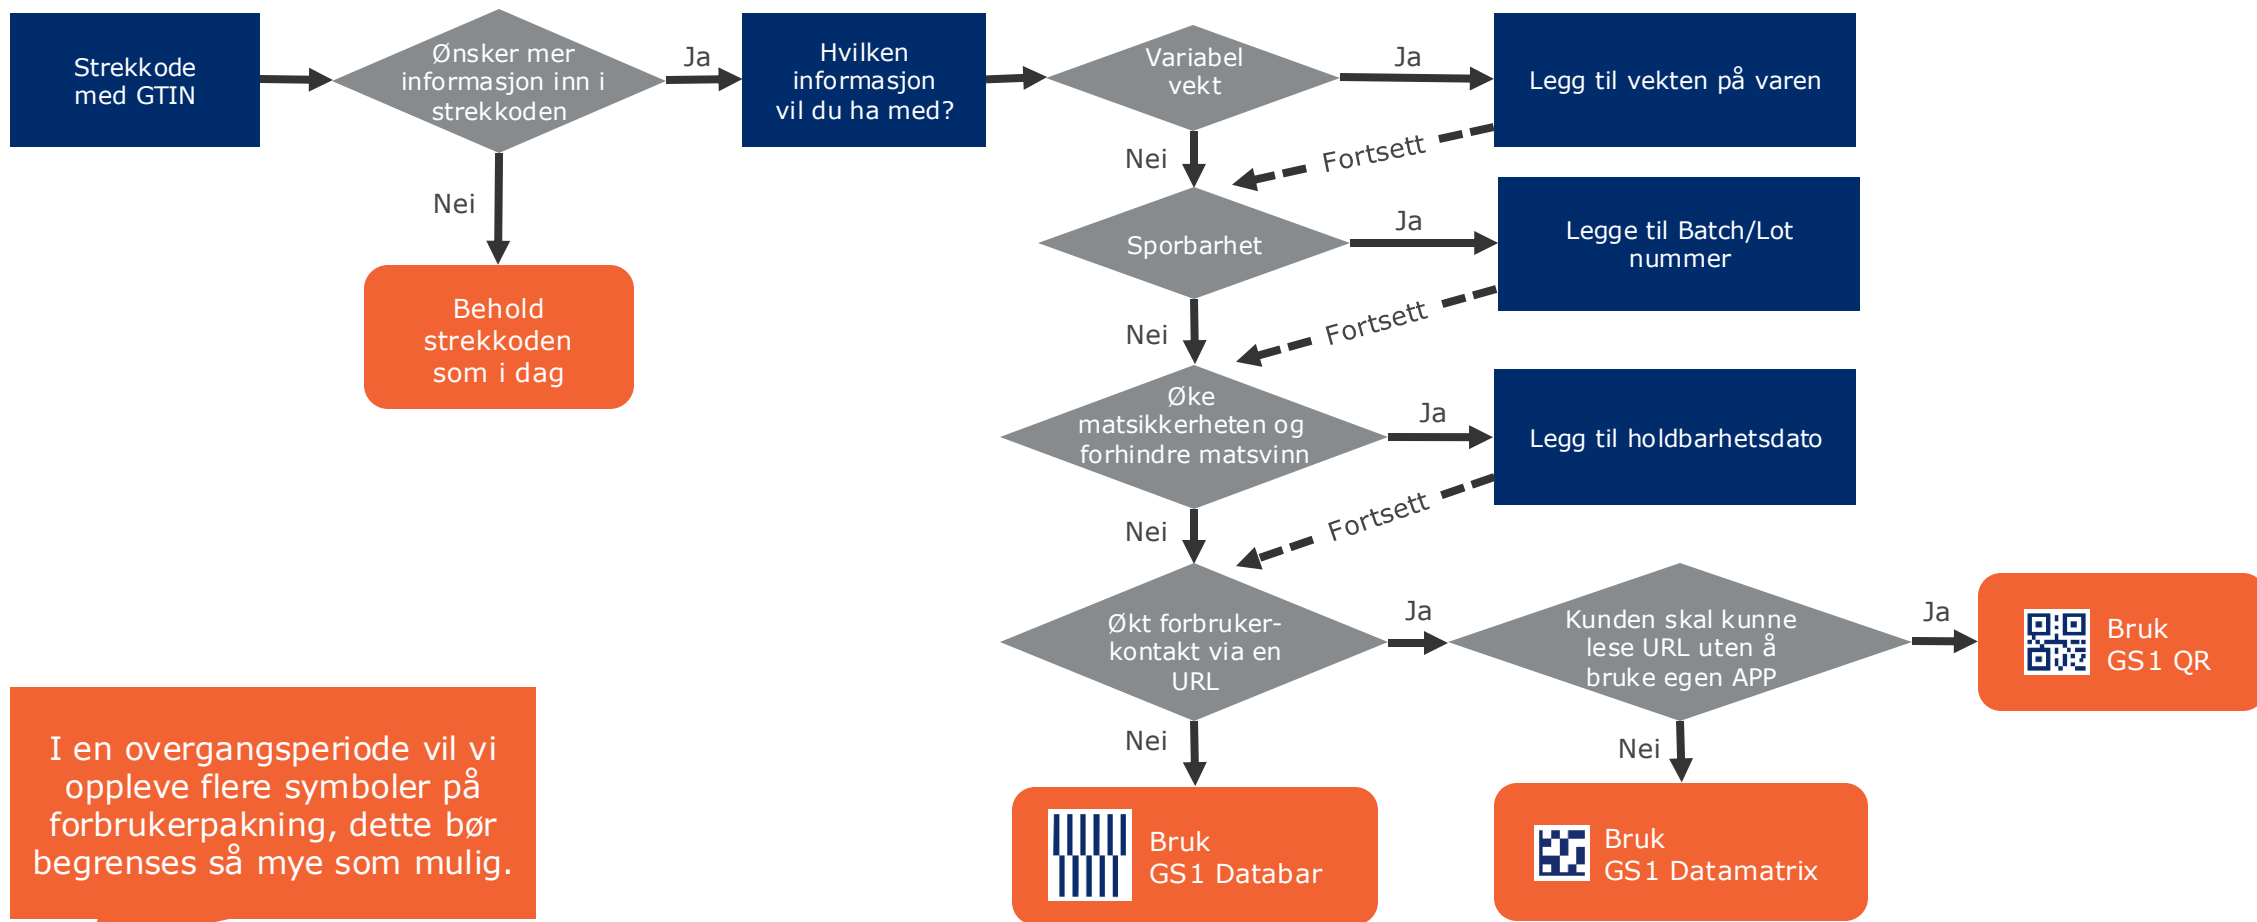 Strekkode
med GTIN
Ønsker mer
informasjon inn i
strekkoden
Ja
Hvilken
informasjon
vil du ha med?
Variabel
vekt
Ja
Legg til vekten på varen
Nei
Fortsett
Nei
Behold
strekkoden
som i dag
Sporbarhet
Ja
Legge til Batch/Lot
nummer
Nei
Fortsett
Øke
matsikkerheten og
forhindre matsvinn
Ja
Legg til holdbarhetsdato
Nei
Fortsett
Økt forbruker-
kontakt via en
URL
Ja
Kunden skal kunne
lese URL uten å
bruke egen APP
Ja
Bruk
GS1 QR
Nei
Nei
Bruk
GS1 Databar
Bruk
GS1 Datamatrix
I en overgangsperiode vil vi
oppleve flere symboler på
forbrukerpakning, dette bør
begrenses så mye som mulig.